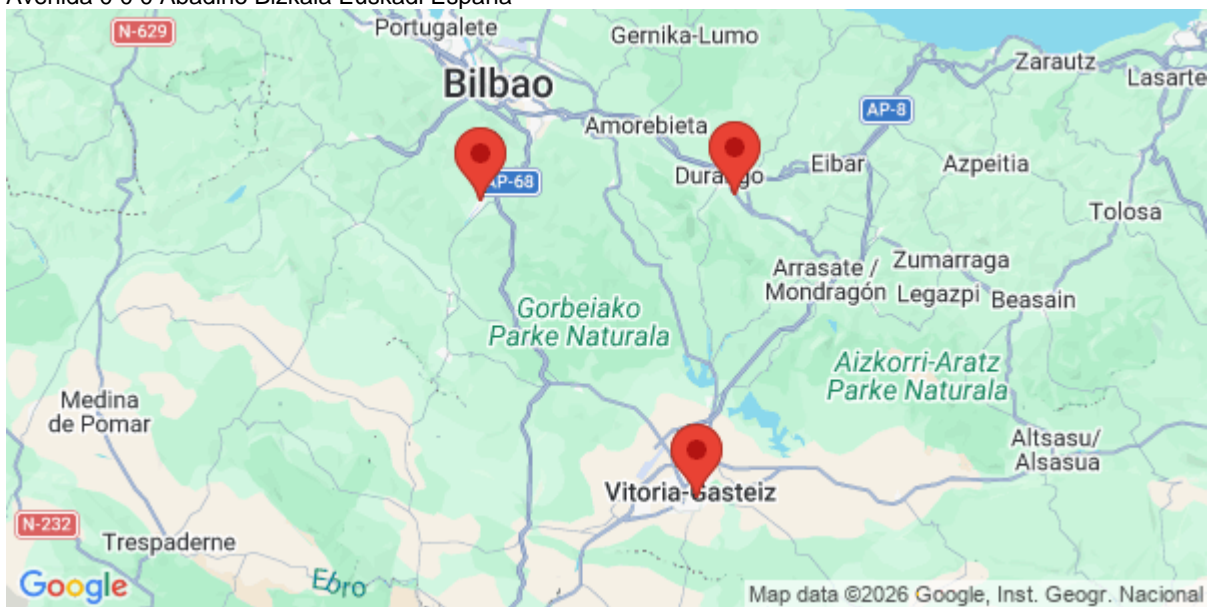 Avenida 0 0 0 Abadiño Bizkaia Euskadi España
N-629
Portugalete
Gernika-Lumo
Zarautz
Lasarte
Bilbao
AP-8
Amorebieta
Eibar
Azpeitia
AP-68
Durango
Tolosa
Arrasate /
Mondragón
Zumarraga
Legazpi
Beasain
Gorbeiako
Parke Naturala
Aizkorri-Aratz
Parke Naturala
Medina
de Pomar
Altsasu/
Alsasua
Vitoria-Gasteiz
N-232
Trespaderne
Ebro
Google
Map data ©2026 Google, Inst. Geogr. Nacional